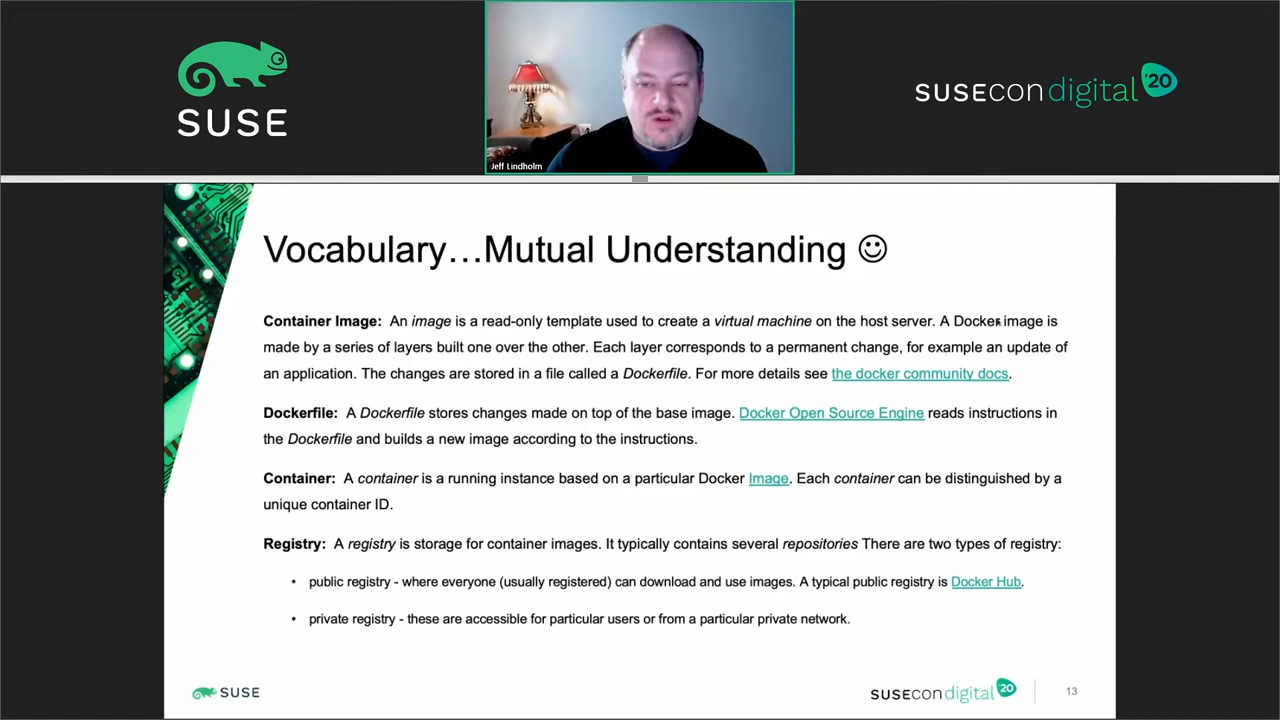 SUSE
Jeff Lindholm
SUSECON digital '20
Vocabulary…Mutual Understanding ☺
Container Image: An image is a read-only template used to create a virtual machine on the host server. A Docker image is
made by a series of layers built one over the other. Each layer corresponds to a permanent change, for example an update of
an application. The changes are stored in a file called a Dockerfile. For more details see the docker community docs.
Dockerfile: A Dockerfile stores changes made on top of the base image. Docker Open Source Engine reads instructions in
the Dockerfile and builds a new image according to the instructions.
Container: A container is a running instance based on a particular Docker Image. Each container can be distinguished by a
unique container ID.
Registry: A registry is storage for container images. It typically contains several repositories There are two types of registry:
• public registry - where everyone (usually registered) can download and use images. A typical public registry is Docker Hub.
• private registry - these are accessible for particular users or from a particular private network.
SUSE
SUSECON digital '20
13